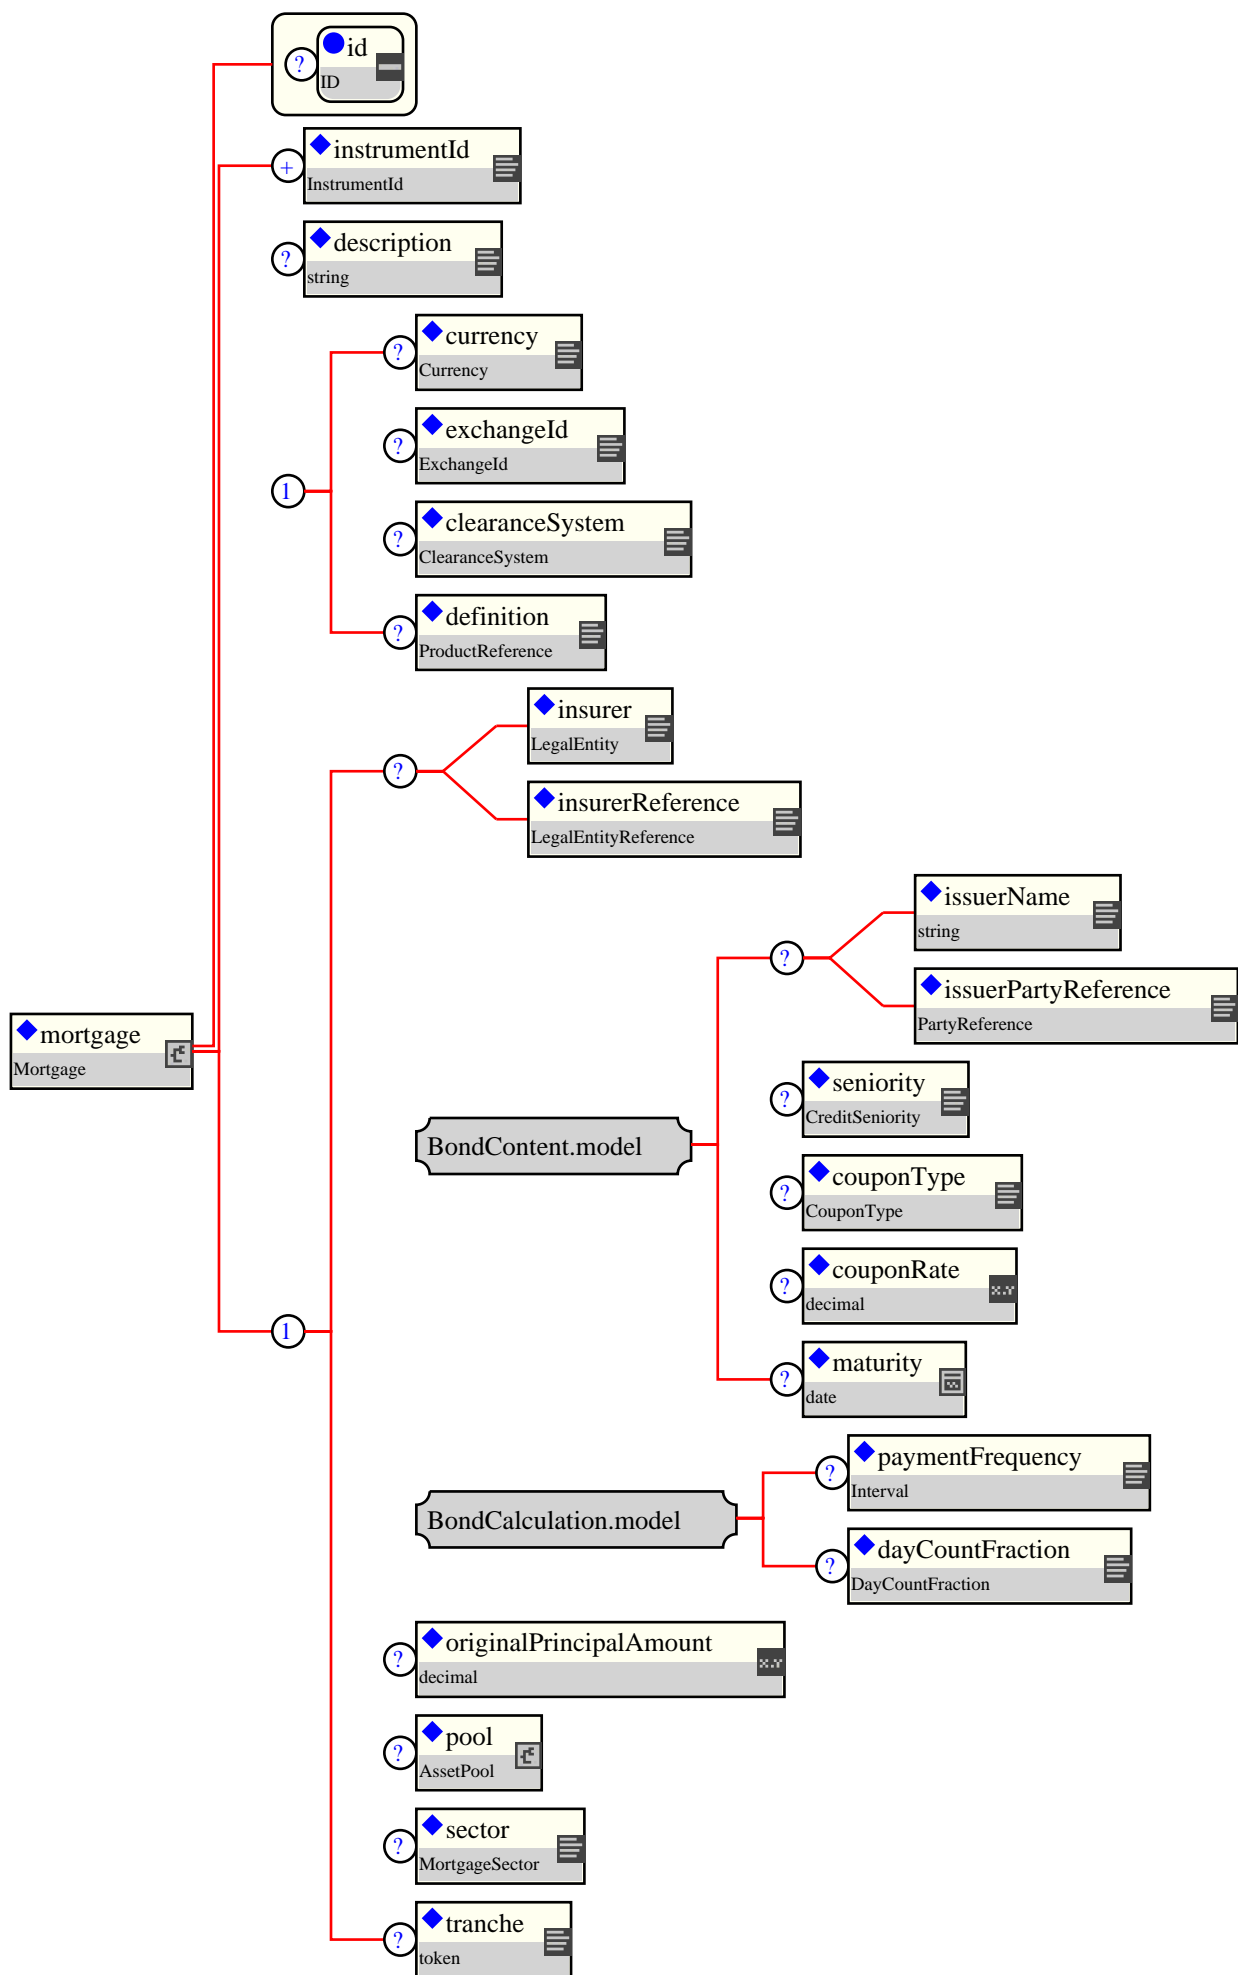 ?
id
ID
+
instrumentId
InstrumentId
?
description
string
?
currency
Currency
?
exchangeId
ExchangeId
1
?
clearanceSystem
ClearanceSystem
?
definition
ProductReference
insurer
LegalEntity
?
insurerReference
LegalEntityReference
issuerName
string
?
issuerPartyReference
PartyReference
mortgage
Mortgage
?
seniority
CreditSeniority
BondContent.model
?
couponType
CouponType
?
couponRate
decimal
X.Y
1
?
maturity
date
?
paymentFrequency
Interval
BondCalculation.model
?
dayCountFraction
DayCountFraction
?
originalPrincipalAmount
decimal
X.Y
?
pool
AssetPool
?
sector
MortgageSector
?
tranche
token